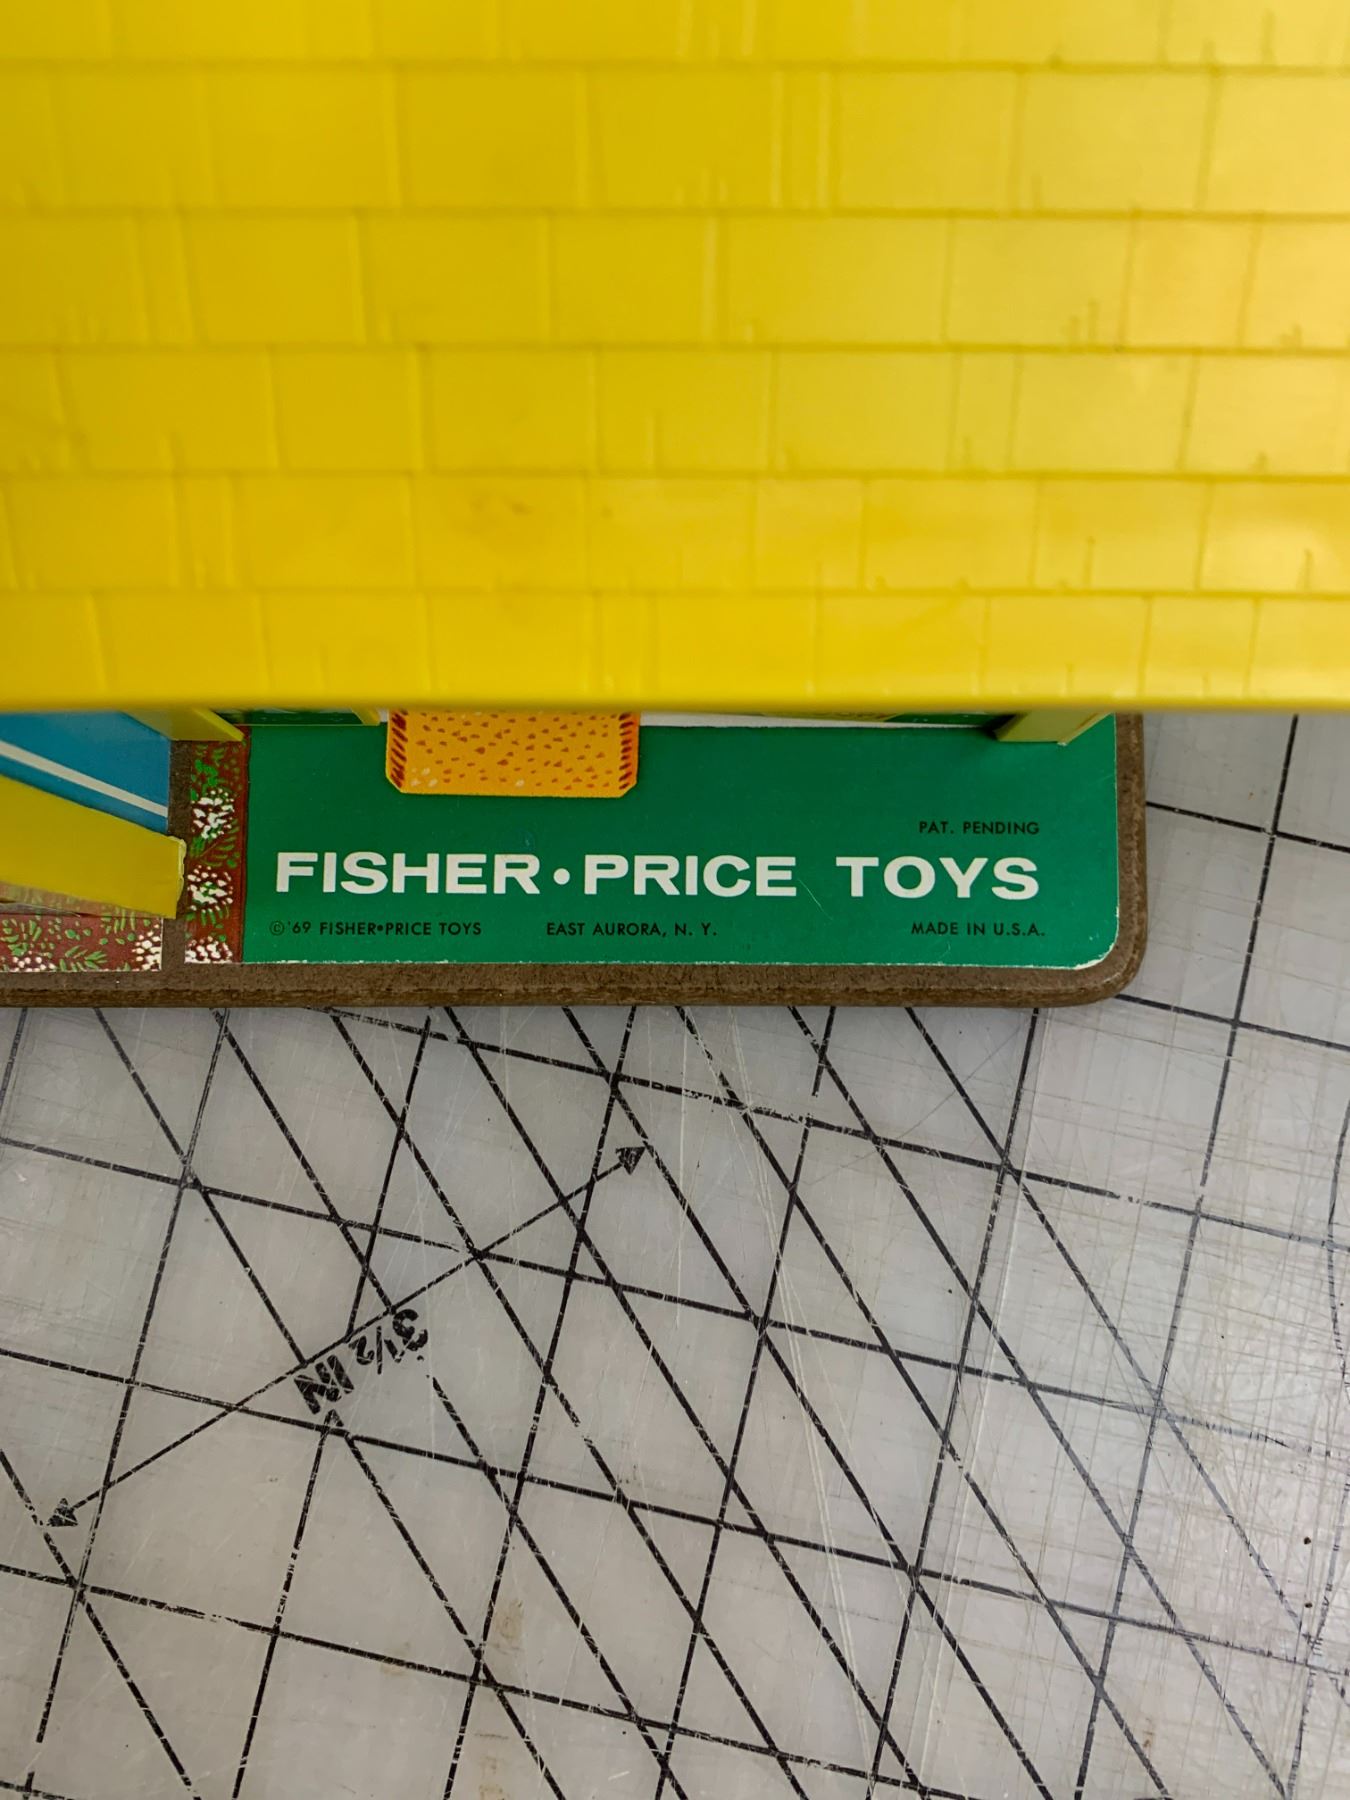 PAT. PENDING
FISHER•PRICE TOYS
©'69 FISHER•PRICE TOYS EAST AURORA, N. Y. MADE IN U.S.A.
3½ IN